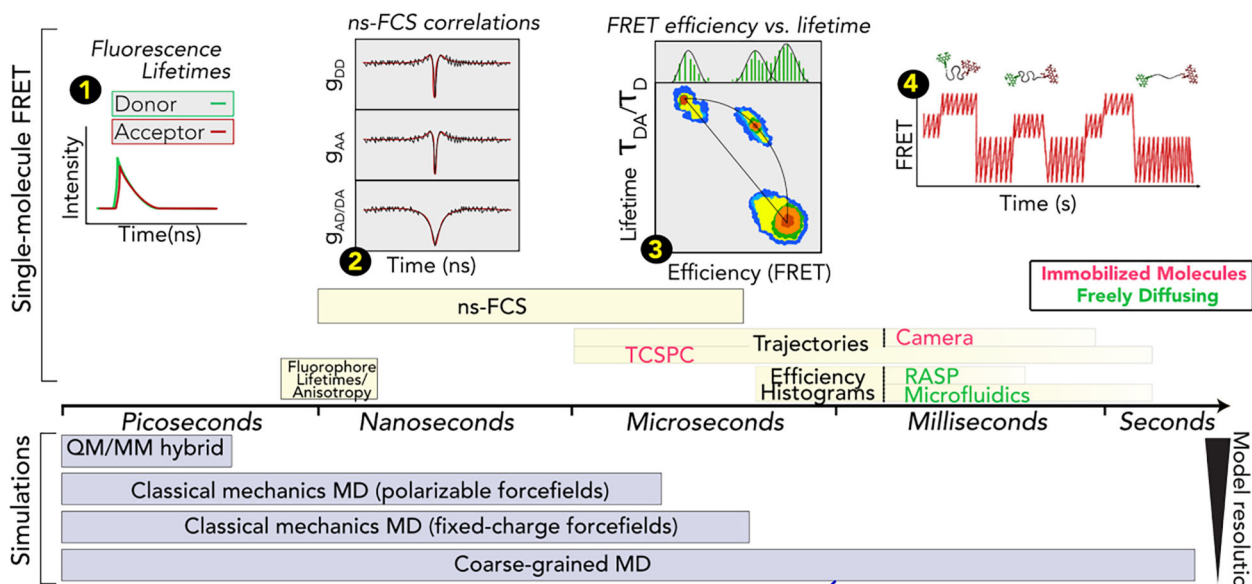 Single-molecule FRET
Fluorescence
Lifetimes
1
Donor
Acceptor
Intensity
Time(ns)
ns-FCS correlations
gDD
gAA
gAD/DA
2
Time (ns)
FRET efficiency vs. lifetime
Lifetime τDA/τD
3
Efficiency (FRET)
4
FRET
Time (s)
Immobilized Molecules
Freely Diffusing
ns-FCS
Trajectories
Camera
TCSPC
Fluorophore
Lifetimes/
Anisotropy
Efficiency
Histograms
RASP
Microfluidics
Picoseconds
Nanoseconds
Microseconds
Milliseconds
Seconds
Simulations
QM/MM hybrid
Classical mechanics MD (polarizable forcefields)
Classical mechanics MD (fixed-charge forcefields)
Coarse-grained MD
Model resolutio